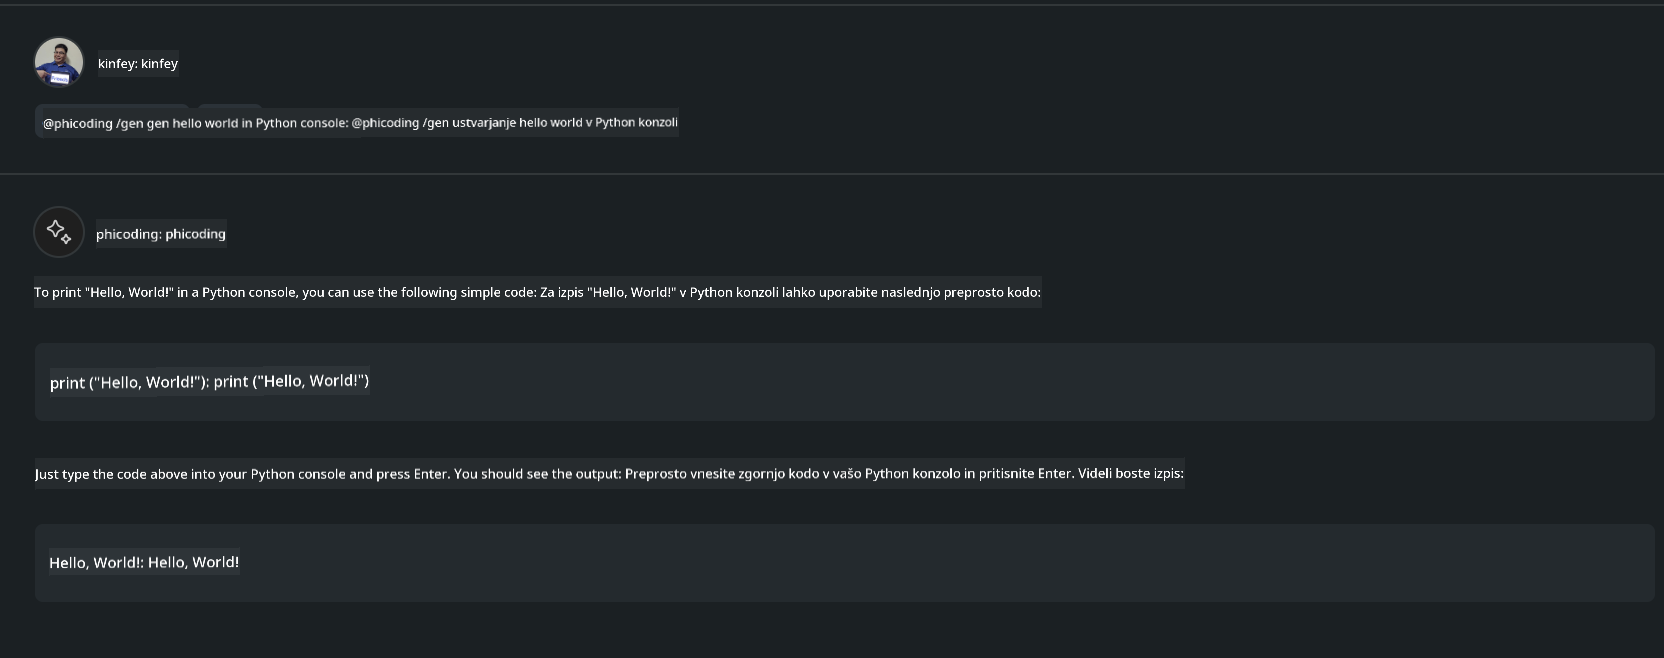 kinfey: kinfey
@phicoding /gen gen hello world in Python console: @phicoding /gen ustvarjanje hello world v Python konzoli
phicoding: phicoding
To print "Hello, World!" in a Python console, you can use the following simple code: Za izpis "Hello, World!" v Python konzoli lahko uporabite naslednjo preprosto kodo:
print ("Hello, World!"): print ("Hello, World!")
Just type the code above into your Python console and press Enter. You should see the output: Preprosto vnesite zgornjo kodo v vašo Python konzolo in pritisnite Enter. Videli boste izpis:
Hello, World!: Hello, World!